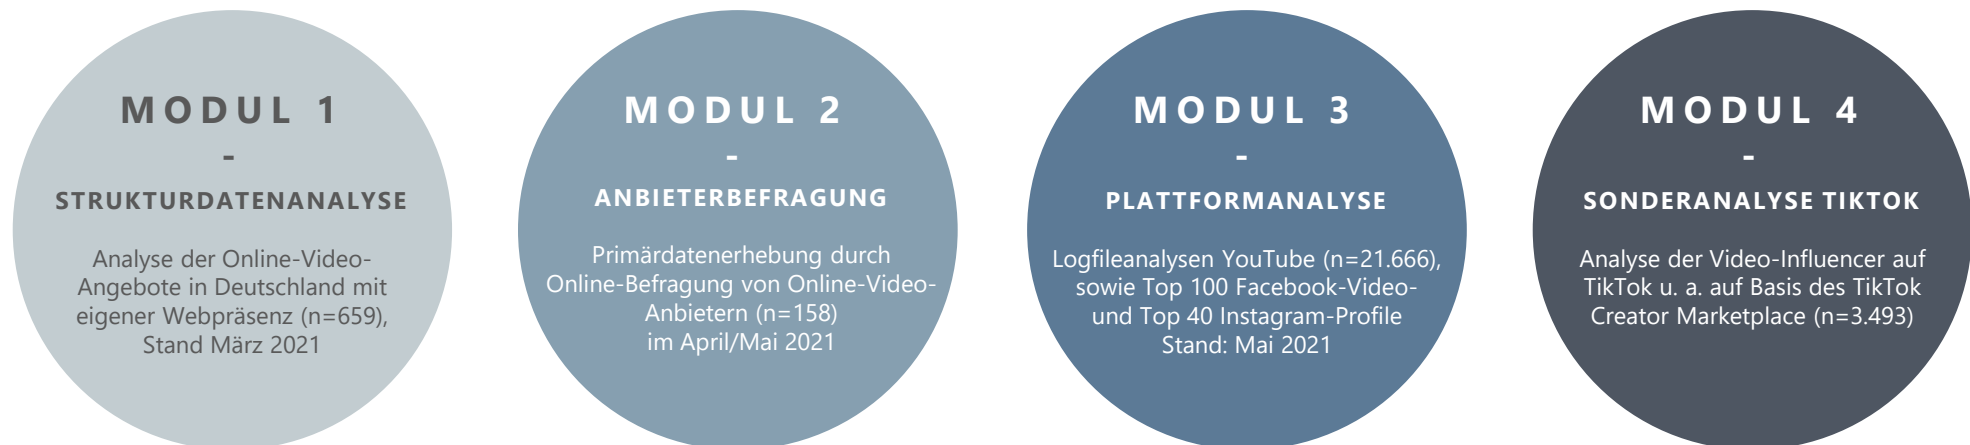 MODUL 1
-
STRUKTURDATENANALYSE
Analyse der Online-Video-
Angebote in Deutschland mit
eigener Webpräsenz (n=659),
Stand März 2021
MODUL 2
-
ANBIETERBEFRAGUNG
Primärdatenerhebung durch
Online-Befragung von Online-Video-
Anbietern (n=158)
im April/Mai 2021
MODUL 3
-
PLATTFORMANALYSE
Logfileanalysen YouTube (n=21.666),
sowie Top 100 Facebook-Video-
und Top 40 Instagram-Profile
Stand: Mai 2021
MODUL 4
-
SONDERANALYSE TIKTOK
Analyse der Video-Influencer auf
TikTok u. a. auf Basis des TikTok
Creator Marketplace (n=3.493)